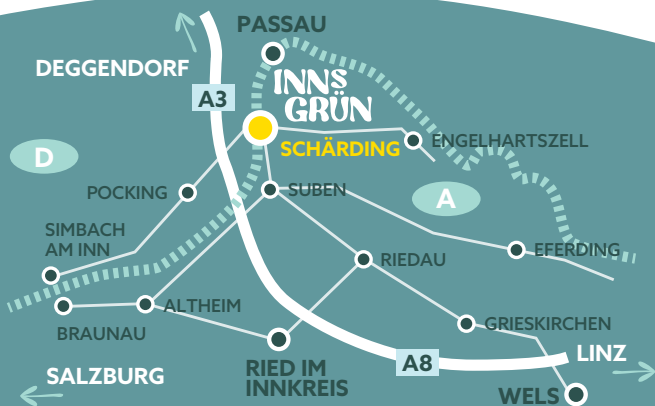 PASSAU
DEGGENDORF
INNS
GRÜN
A3
SCHÄRDING
ENGELHARTSZELL
D
POCKING
SUBEN
A
SIMBACH
AM INN
EFERDING
RIEDAU
ALTHEIM
BRAUNAU
GRIESKIRCHEN
LINZ
A8
RIED IM
INNKREIS
SALZBURG
WELS